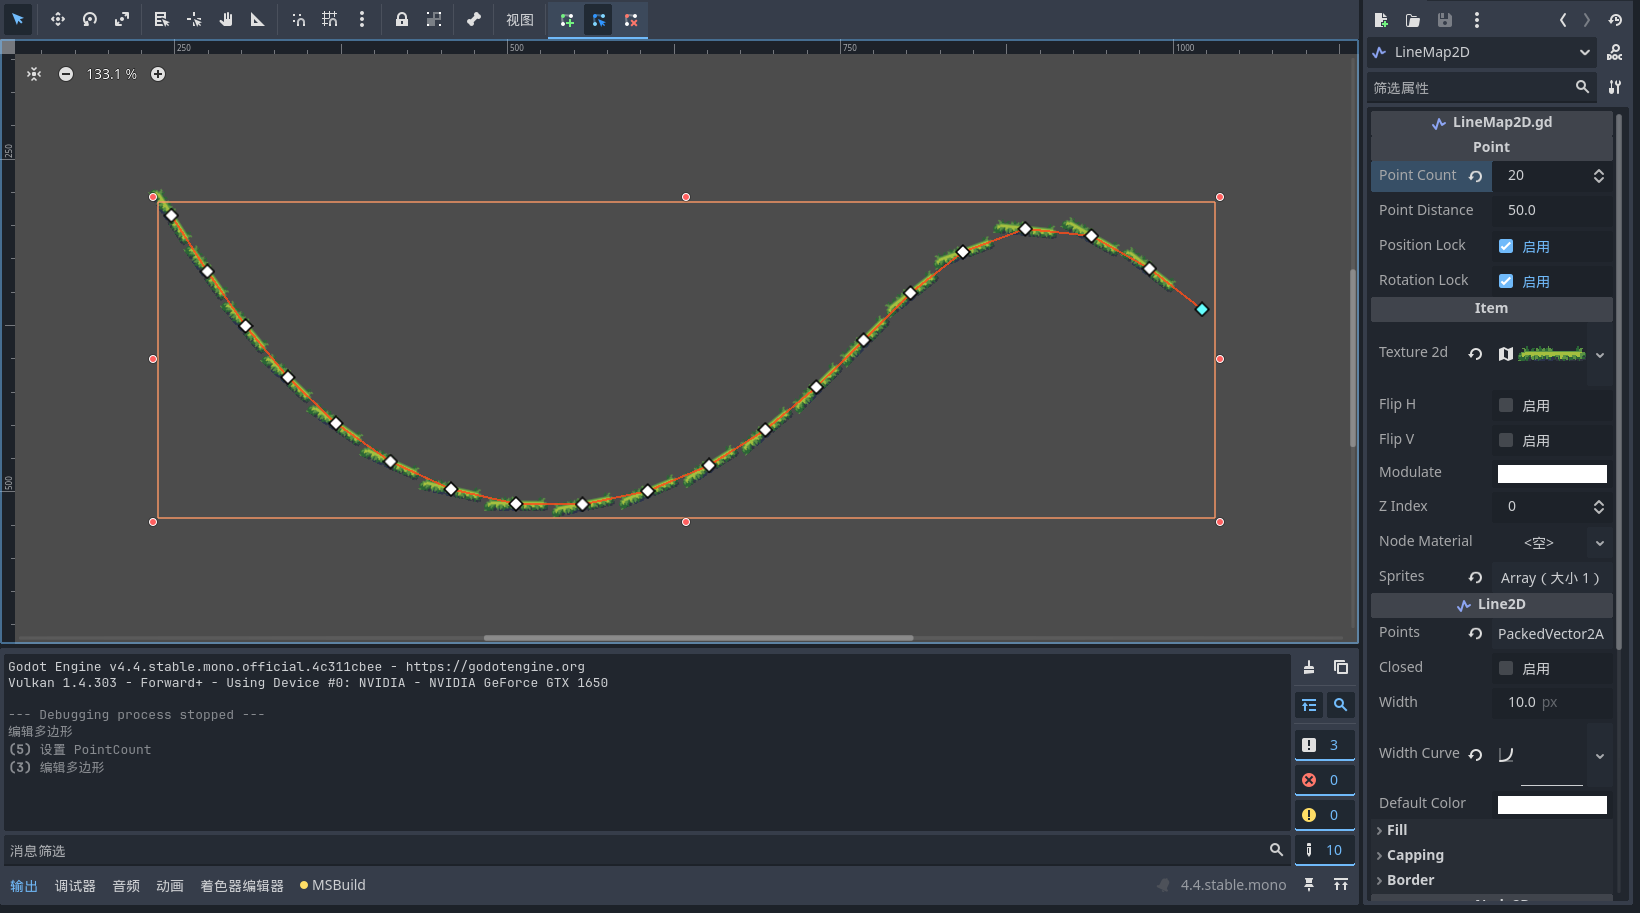 视图
250
500
750
1000
133.1 %
250
500
Godot Engine v4.4.stable.mono.official.4c311cbee - https://godotengine.org
Vulkan 1.4.303 - Forward+ - Using Device #0: NVIDIA - NVIDIA GeForce GTX 1650
--- Debugging process stopped ---
编辑多边形
(5) 设置 PointCount
(3) 编辑多边形
3
0
0
10
消息筛选
输出 调试器 音频 动画 着色器编辑器 MSBuild
4.4.stable.mono
LineMap2D
DOC
筛选属性
LineMap2D.gd
Point
Point Count 20
Point Distance 50.0
Position Lock 启用
Rotation Lock 启用
Item
Texture 2d
Flip H 启用
Flip V 启用
Modulate
Z Index 0
Node Material <空>
Sprites Array（大小 1）
Line2D
Points PackedVector2A
Closed 启用
Width 10.0 px
Width Curve
Default Color
Fill
Capping
Border